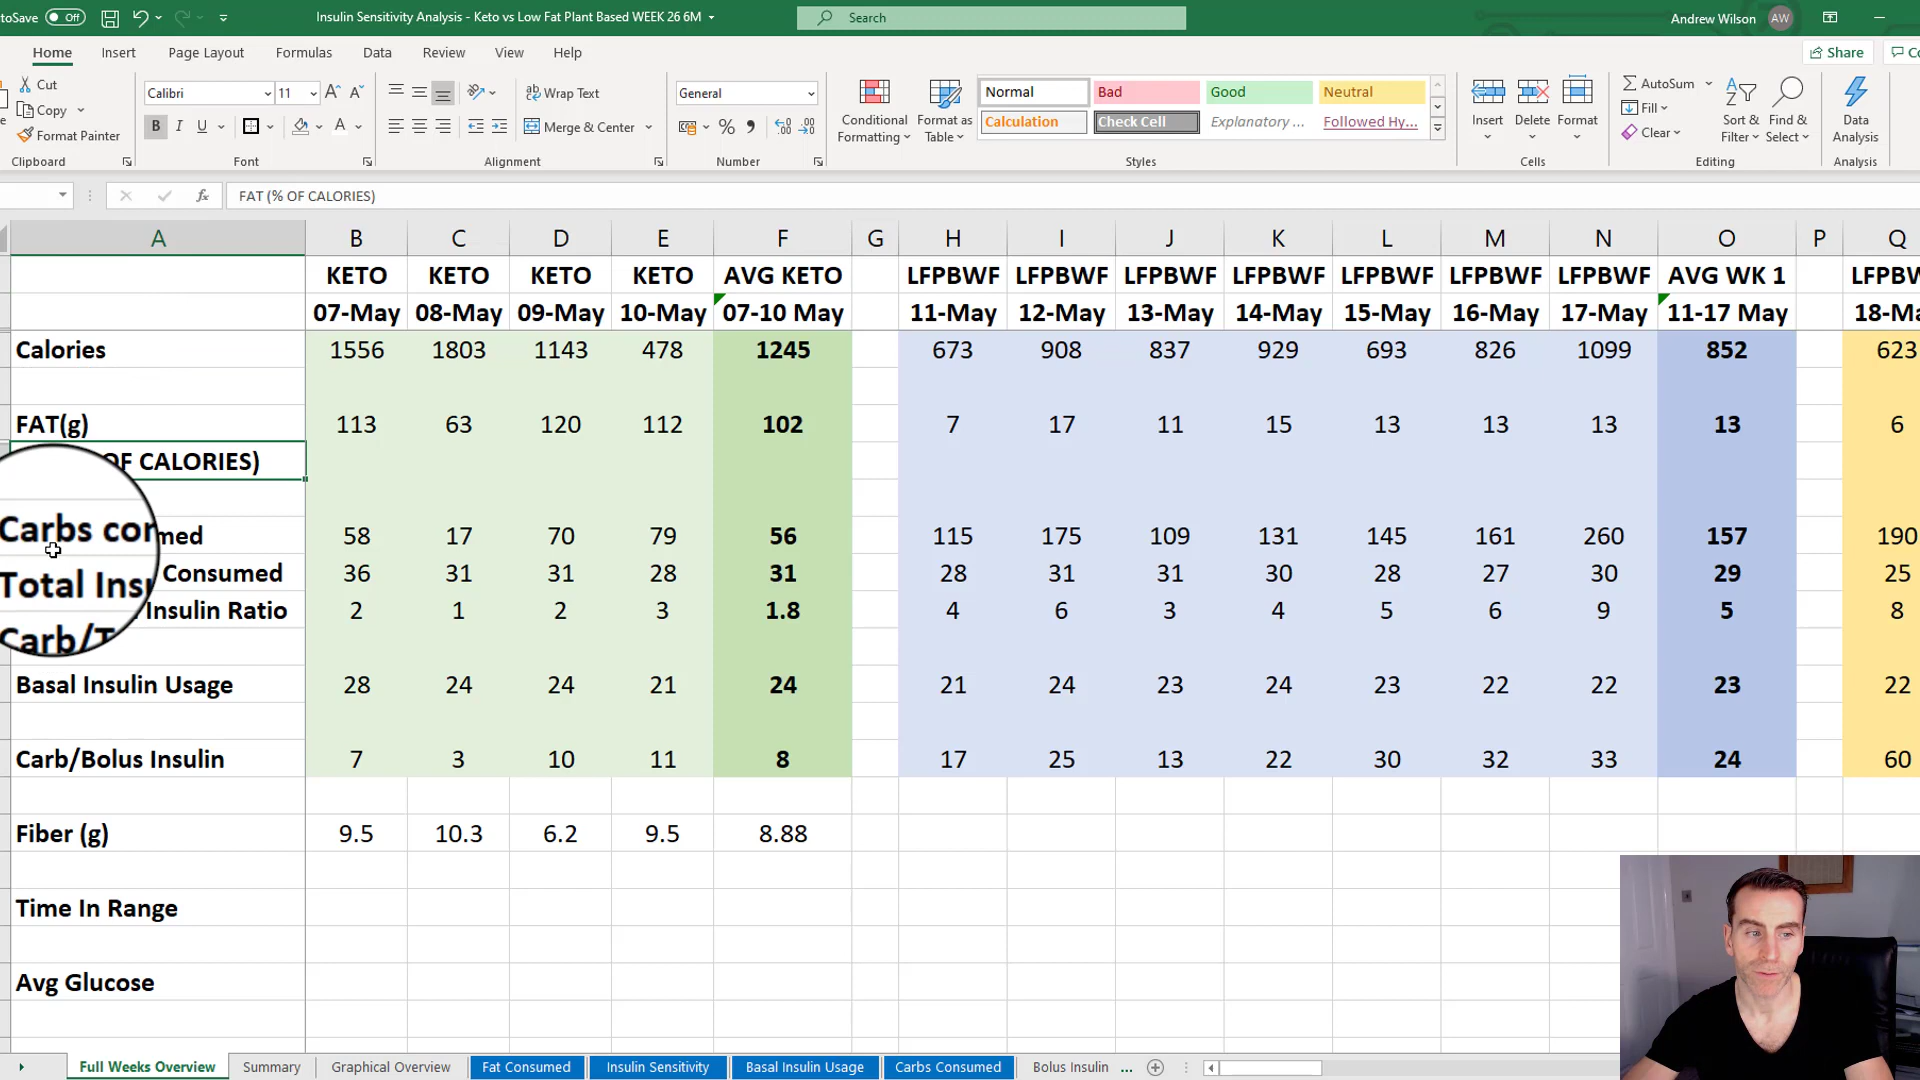 toSave Off
Insulin Sensitivity Analysis - Keto vs Low Fat Plant Based WEEK 26 6M
Search
Andrew Wilson AW
Home Insert Page Layout Formulas Data Review View Help
Share Co
Cut
Copy
Format Painter
Clipboard
Calibri 11
B I U
Font
Wrap Text
Merge & Center
Alignment
General
Number
Conditional Formatting
Format as Table
Normal Bad Good Neutral
Calculation Check Cell Explanatory ... Followed Hy...
Styles
Insert Delete Format
Cells
AutoSum
Fill
Clear
Sort & Filter
Find & Select
Editing
Data Analysis
Analysis
fx FAT (% OF CALORIES)
A B C D E F G H I J K L M N O P Q
KETO KETO KETO KETO AVG KETO LFPBWF LFPBWF LFPBWF LFPBWF LFPBWF LFPBWF LFPBWF AVG WK 1 LFPBW
07-May 08-May 09-May 10-May 07-10 May 11-May 12-May 13-May 14-May 15-May 16-May 17-May 11-17 May 18-Ma
Calories 1556 1803 1143 478 1245 673 908 837 929 693 826 1099 852 623
FAT(g) 113 63 120 112 102 7 17 11 15 13 13 13 13 6
OF CALORIES)
Carbs con med 58 17 70 79 56 115 175 109 131 145 161 260 157 190
Total Insu Consumed 36 31 31 28 31 28 31 31 30 28 27 30 29 25
Carb/T Insulin Ratio 2 1 2 3 1.8 4 6 3 4 5 6 9 5 8
Basal Insulin Usage 28 24 24 21 24 21 24 23 24 23 22 22 23 22
Carb/Bolus Insulin 7 3 10 11 8 17 25 13 22 30 32 33 24 60
Fiber (g) 9.5 10.3 6.2 9.5 8.88
Time In Range
Avg Glucose
Full Weeks Overview Summary Graphical Overview Fat Consumed Insulin Sensitivity Basal Insulin Usage Carbs Consumed Bolus Insulin ...